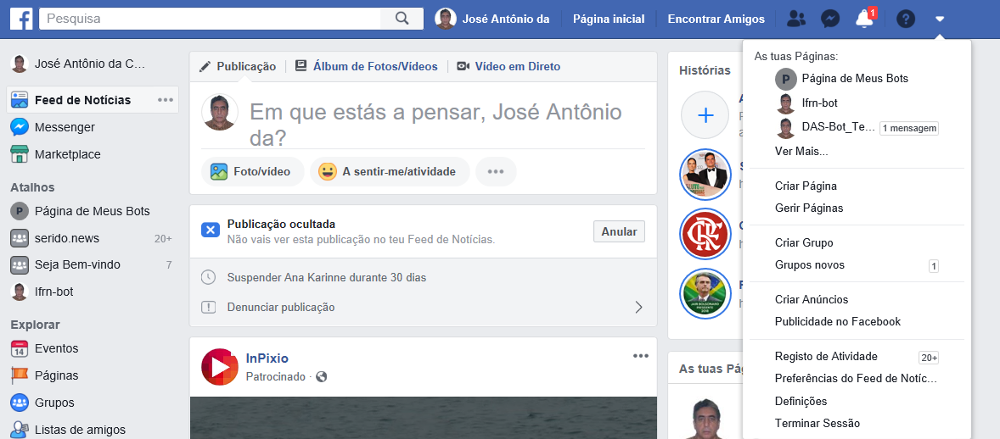 Pesquisa
José Antônio da
Página inicial
Encontrar Amigos
1
José Antônio da C...
Feed de Notícias
Messenger
Marketplace
Atalhos
P Página de Meus Bots
serido.news 20+
Seja Bem-vindo 7
Ifrn-bot
Explorar
14 Eventos
Páginas
Grupos
Listas de amigos
Publicação
Álbum de Fotos/Vídeos
Vídeo em Direto
Em que estás a pensar, José Antônio
da?
Foto/vídeo
A sentir-me/atividade
Publicação ocultada
Não vais ver esta publicação no teu Feed de Notícias.
Anular
Suspender Ana Karinne durante 30 dias
Denunciar publicação
InPixio
Patrocinado ·
Histórias
As tuas Pág
As tuas Páginas:
P Página de Meus Bots
Ifrn-bot
DAS-Bot_Te... 1 mensagem
Ver Mais...
Criar Página
Gerir Páginas
Criar Grupo
Grupos novos 1
Criar Anúncios
Publicidade no Facebook
Registo de Atividade 20+
Preferências do Feed de Notíc...
Definições
Terminar Sessão